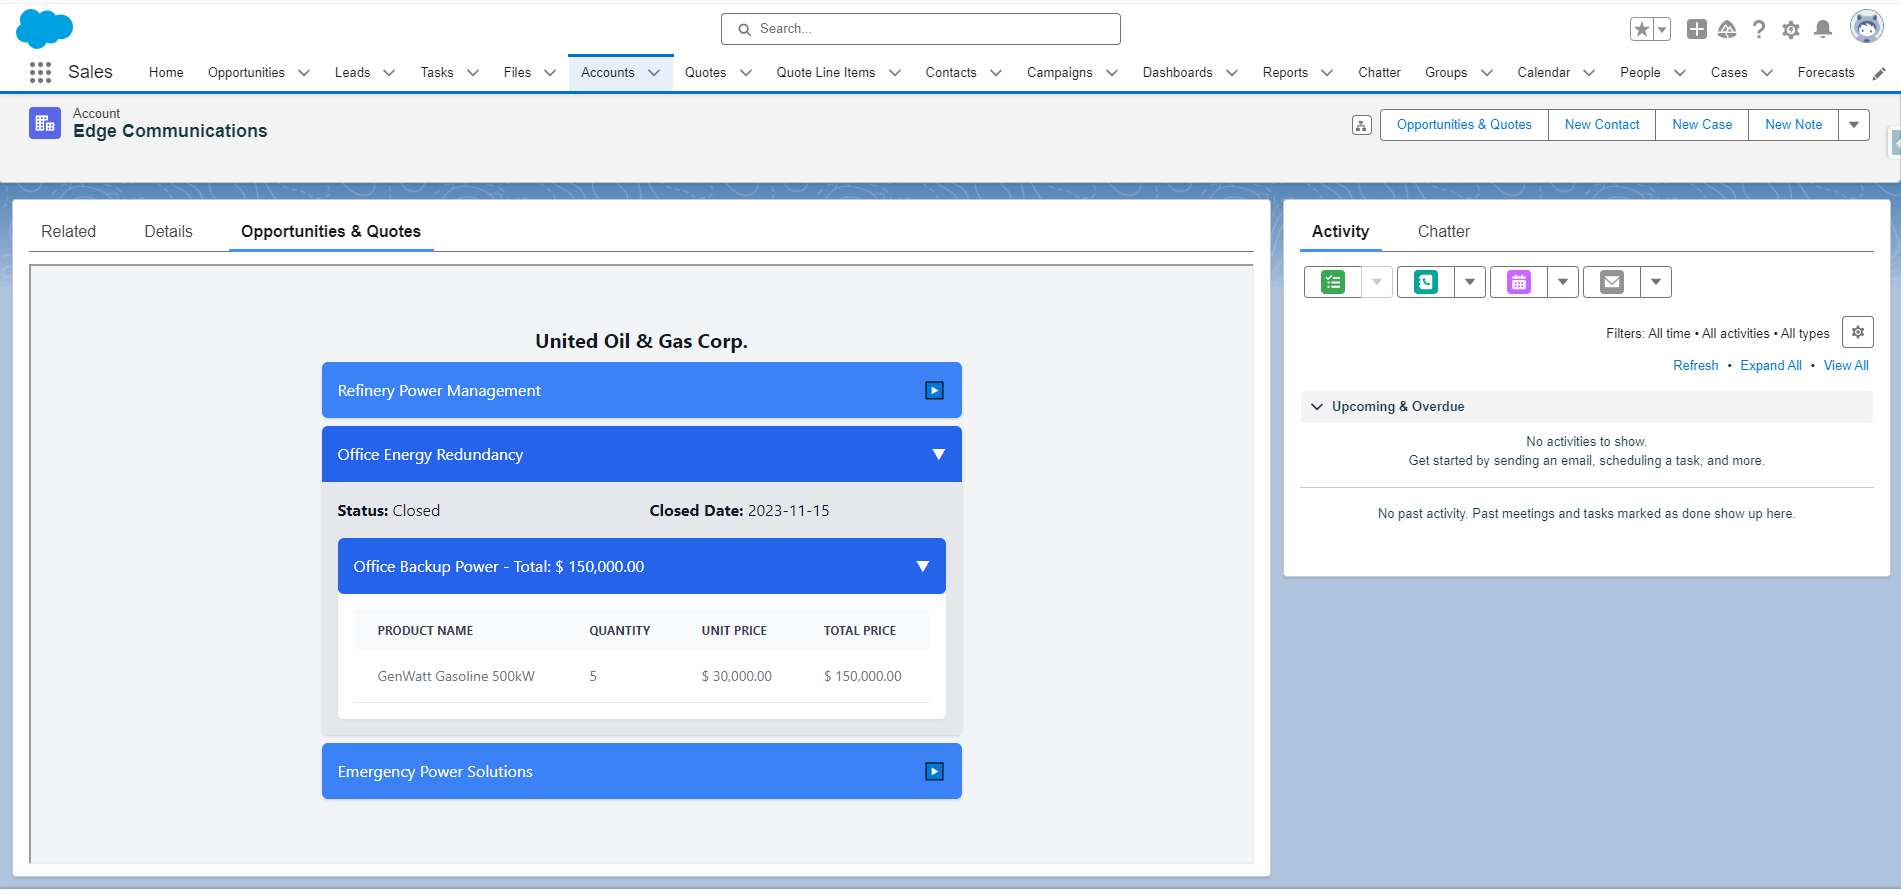 Search...
Sales Home Opportunities Leads Tasks Files Accounts Quotes Quote Line Items Contacts Campaigns Dashboards Reports Chatter Groups Calendar People Cases Forecasts
Account
Edge Communications
Opportunities & Quotes New Contact New Case New Note
Related Details Opportunities & Quotes
United Oil & Gas Corp.
Refinery Power Management
Office Energy Redundancy
Status: Closed Closed Date: 2023-11-15
Office Backup Power - Total: $ 150,000.00
PRODUCT NAME QUANTITY UNIT PRICE TOTAL PRICE
GenWatt Gasoline 500kW 5 $ 30,000.00 $ 150,000.00
Emergency Power Solutions
Activity Chatter
Filters: All time • All activities • All types
Refresh • Expand All • View All
Upcoming & Overdue
No activities to show.
Get started by sending an email, scheduling a task, and more.
No past activity. Past meetings and tasks marked as done show up here.